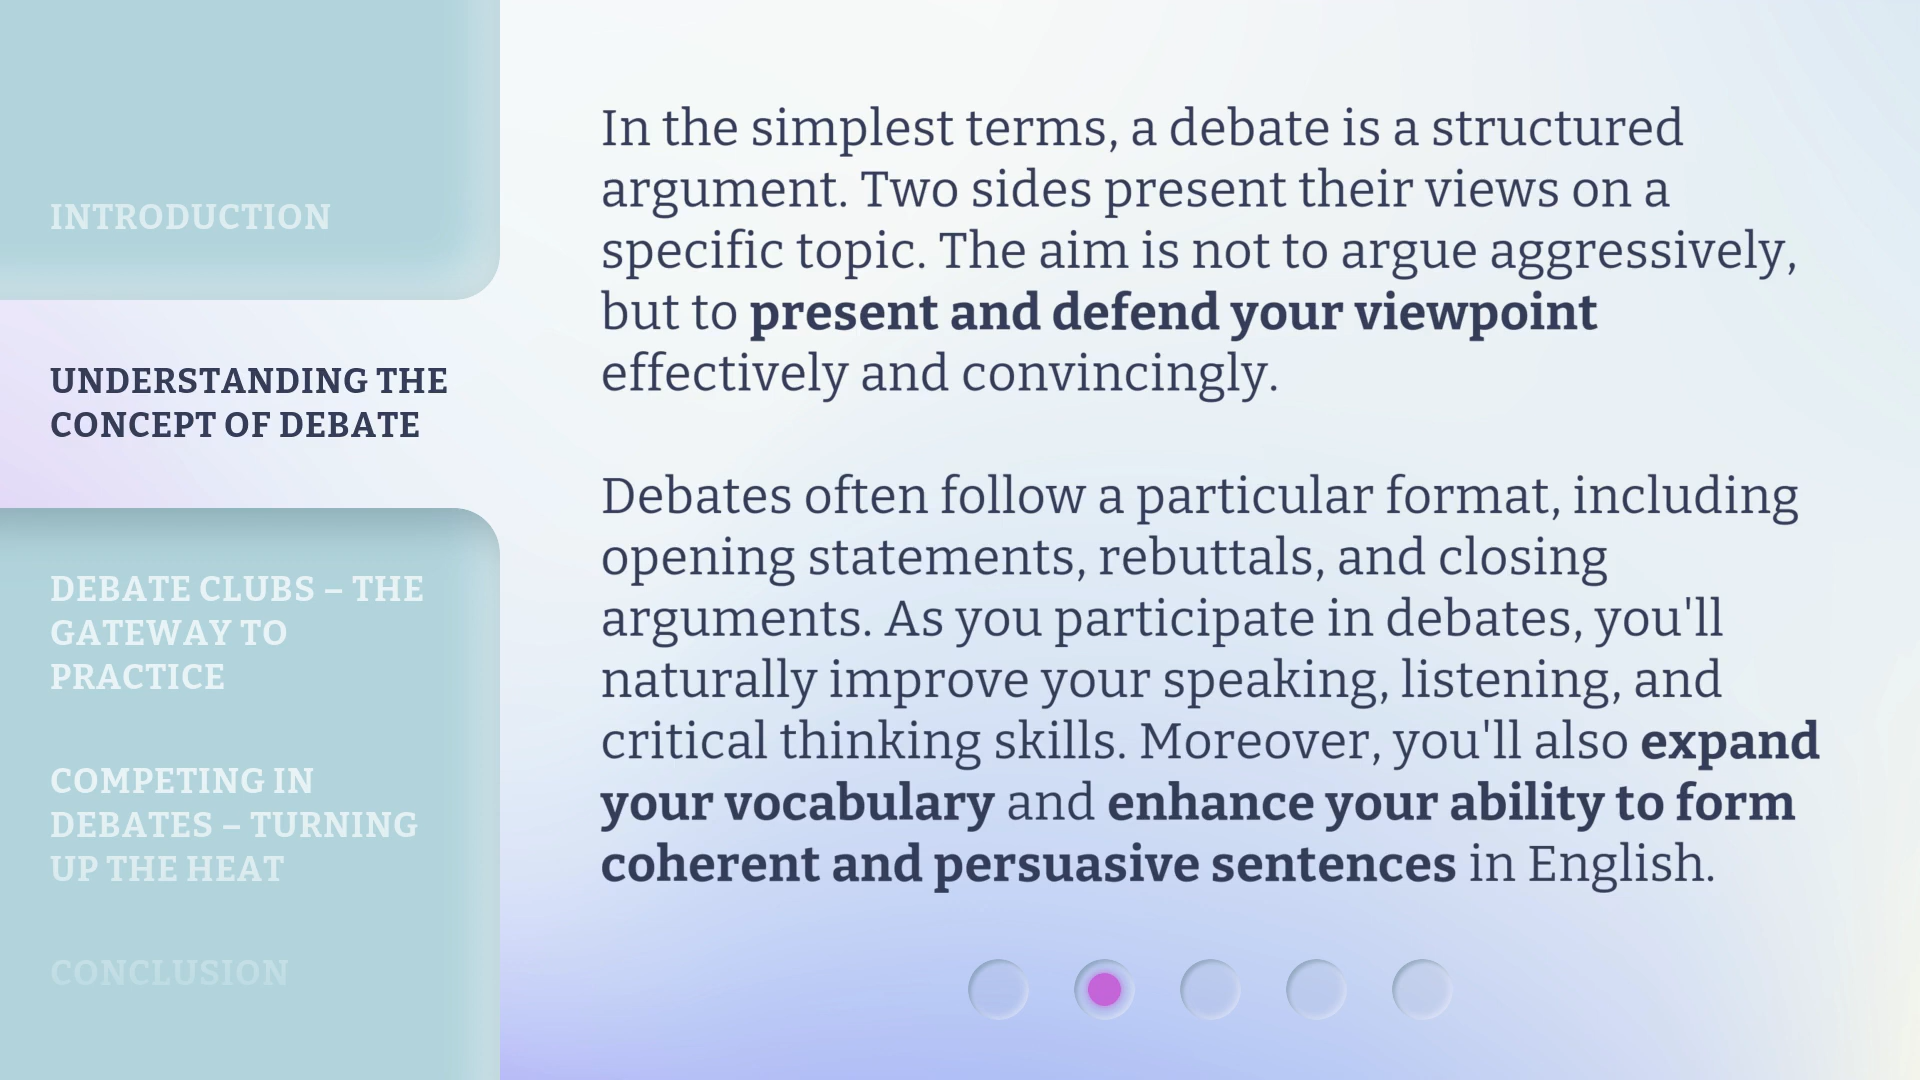 INTRODUCTION
UNDERSTANDING THE
CONCEPT OF DEBATE
DEBATE CLUBS – THE
GATEWAY TO
PRACTICE
COMPETING IN
DEBATES – TURNING
UP THE HEAT
CONCLUSION
In the simplest terms, a debate is a structured
argument. Two sides present their views on a
specific topic. The aim is not to argue aggressively,
but to present and defend your viewpoint
effectively and convincingly.
Debates often follow a particular format, including
opening statements, rebuttals, and closing
arguments. As you participate in debates, you'll
naturally improve your speaking, listening, and
critical thinking skills. Moreover, you'll also expand
your vocabulary and enhance your ability to form
coherent and persuasive sentences in English.